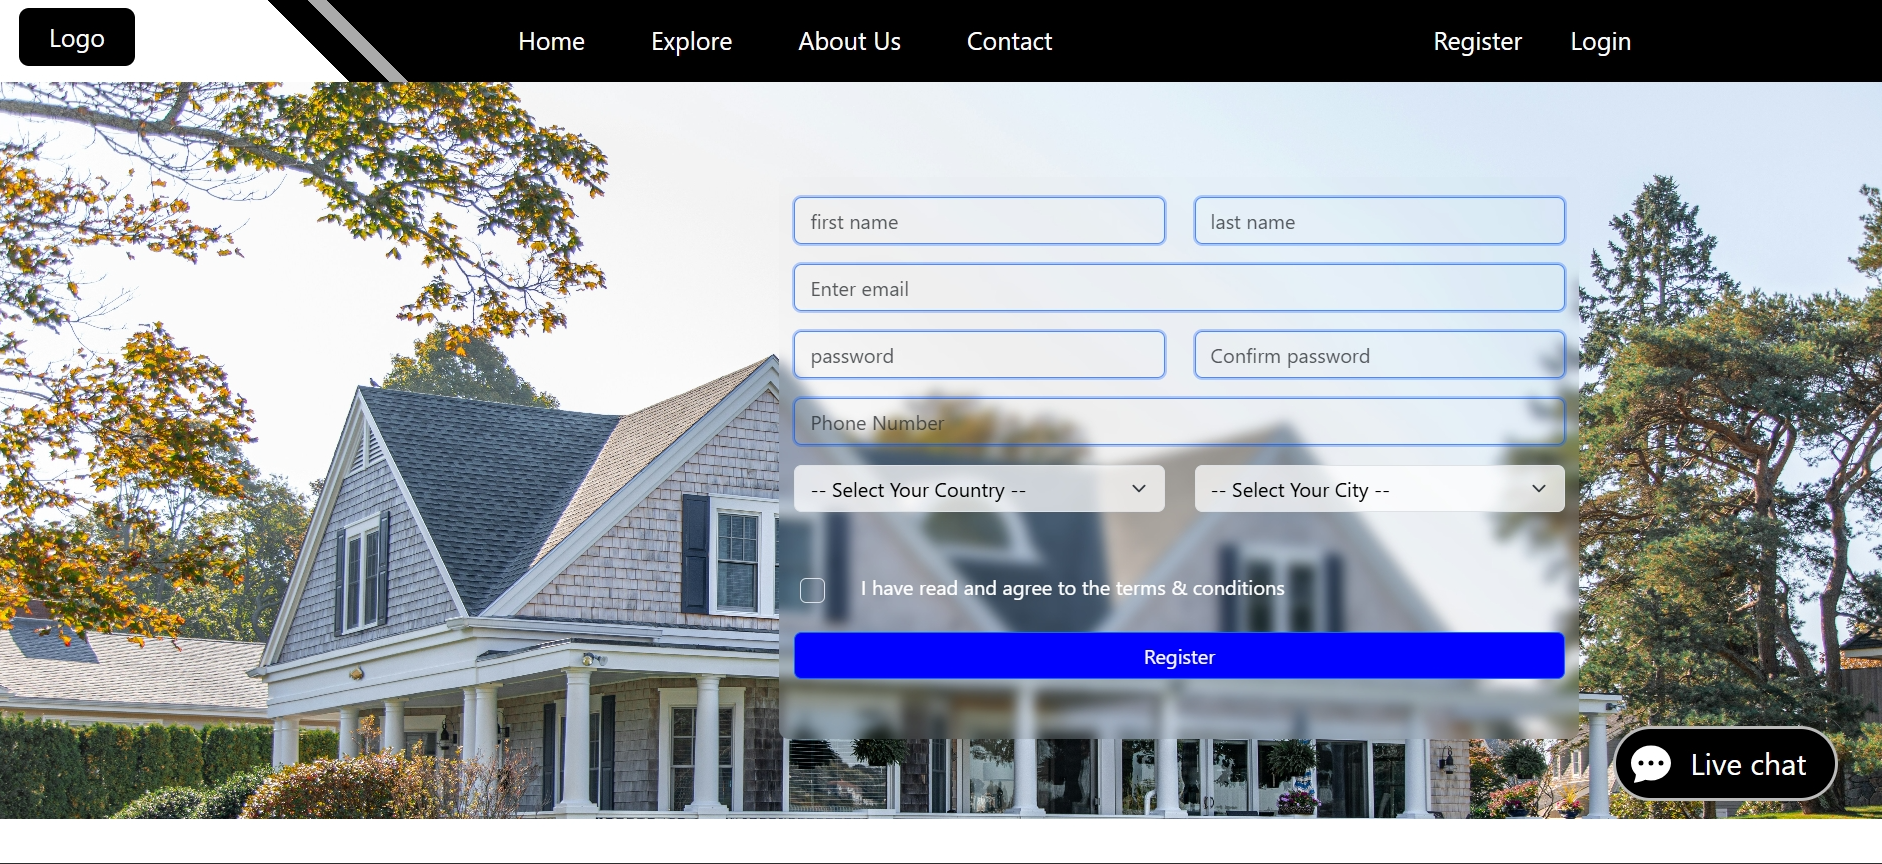 Logo
Home Explore About Us Contact Register Login
first name last name
Enter email
password Confirm password
Phone Number
-- Select Your Country -- -- Select Your City --
I have read and agree to the terms & conditions
Register
Live chat